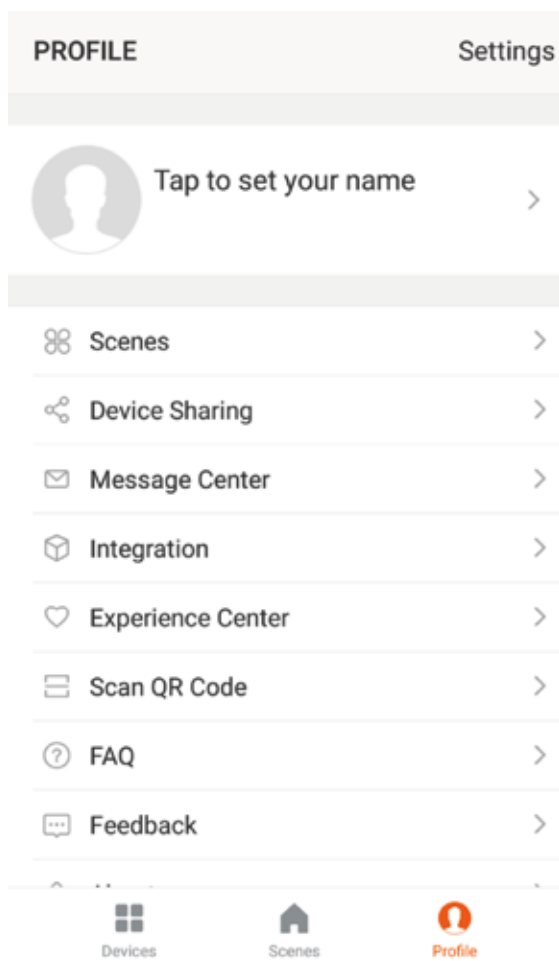 PROFILE Settings
Tap to set your name
Scenes
Device Sharing
Message Center
Integration
Experience Center
Scan QR Code
FAQ
Feedback
Devices Scenes Profile